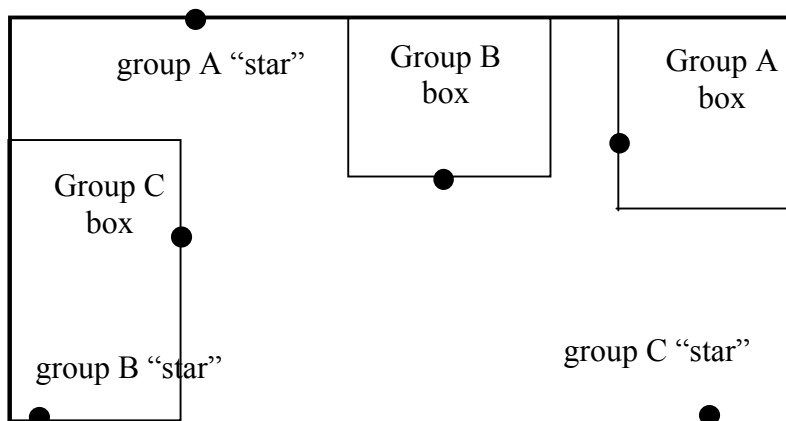 group A “star”
Group B
box
Group A
box
Group C
box
group B “star”
group C “star”